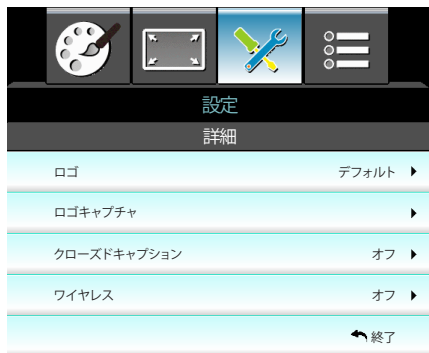 設定
詳細
ロゴ デフォルト
ロゴキャプチャ
クローズドキャプション オフ
ワイヤレス オフ
終了